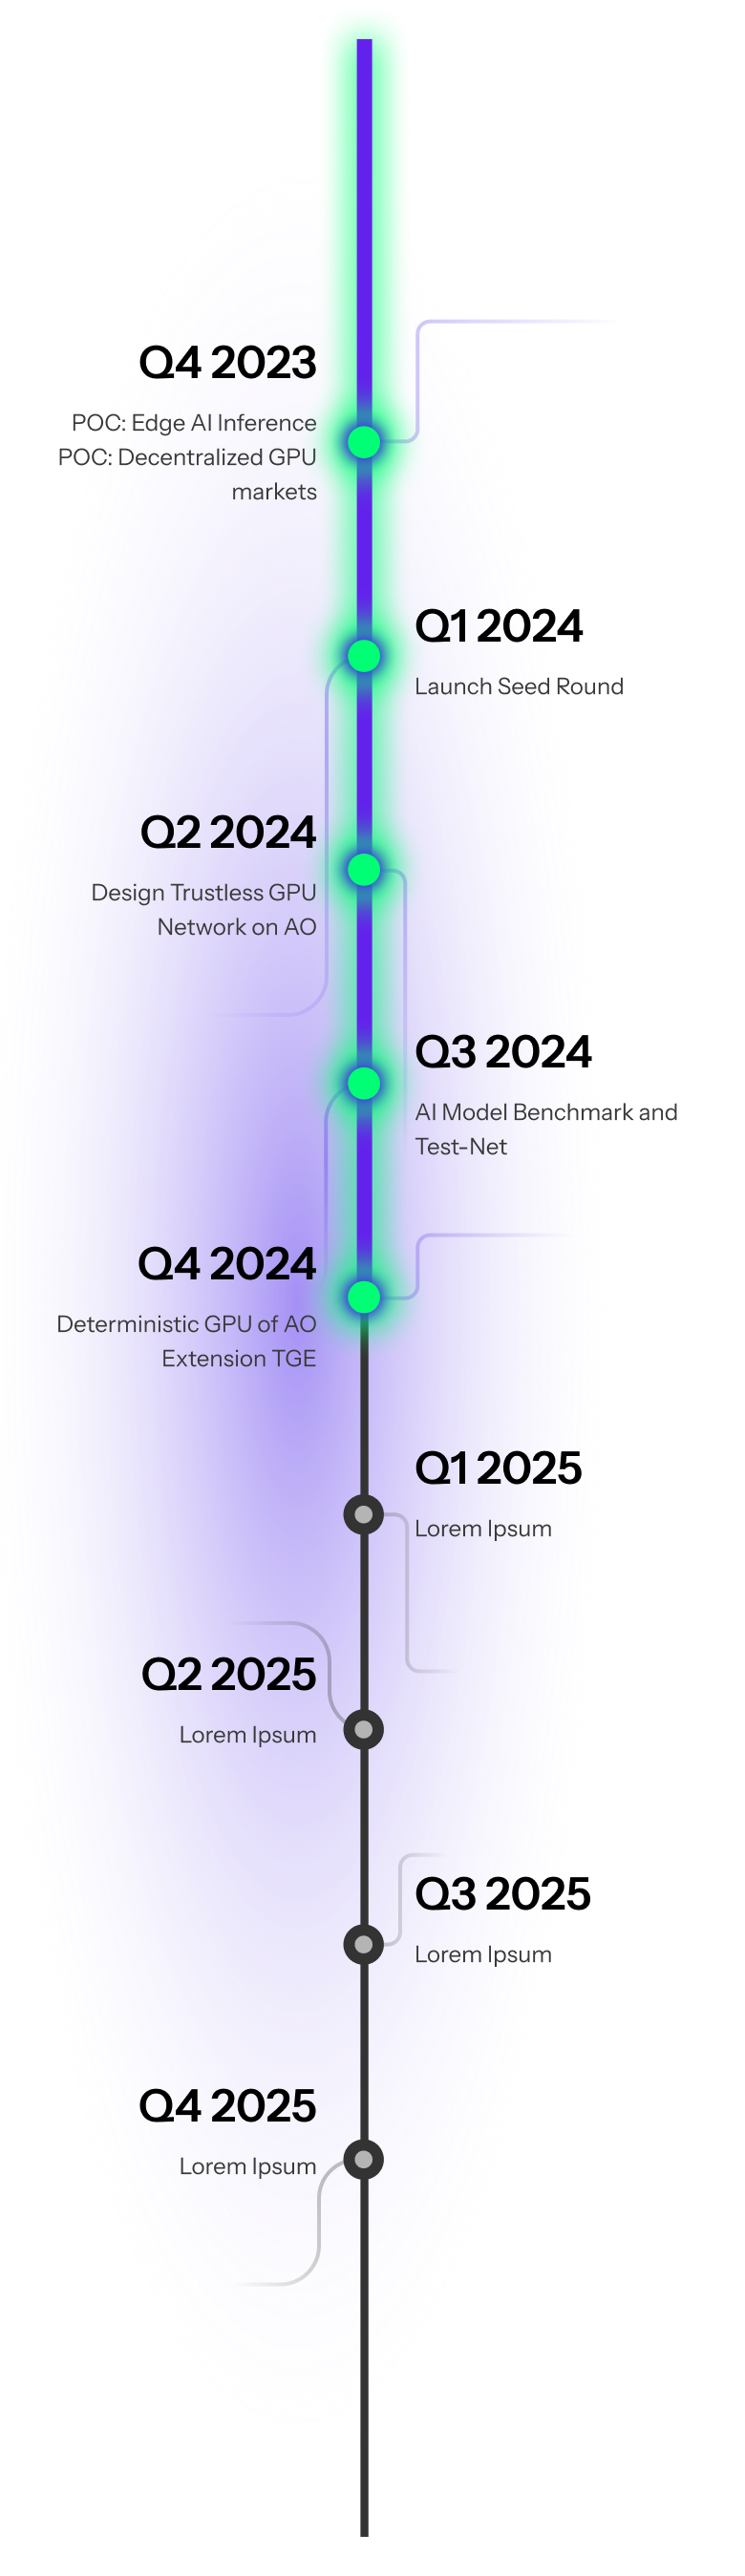 Q4 2023
POC: Edge AI Inference
POC: Decentralized GPU
markets
Q1 2024
Launch Seed Round
Q2 2024
Design Trustless GPU
Network on AO
Q3 2024
AI Model Benchmark and
Test-Net
Q4 2024
Deterministic GPU of AO
Extension TGE
Q1 2025
Lorem Ipsum
Q2 2025
Lorem Ipsum
Q3 2025
Lorem Ipsum
Q4 2025
Lorem Ipsum